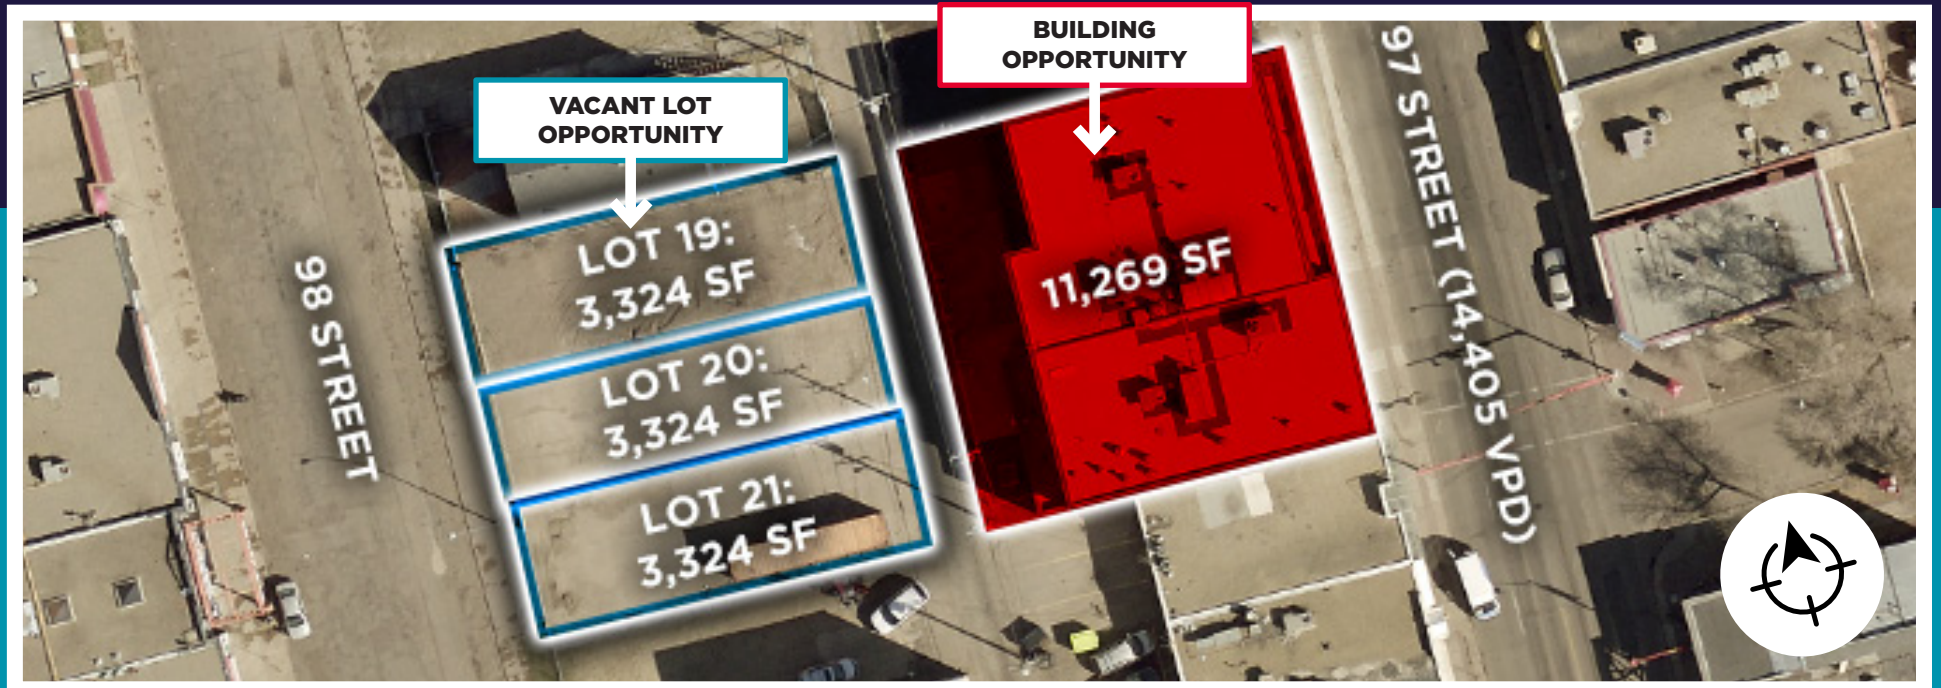 BUILDING
OPPORTUNITY
VACANT LOT
OPPORTUNITY
LOT 19:
3,324 SF
LOT 20:
3,324 SF
LOT 21:
3,324 SF
11,269 SF
98 STREET
97 STREET (14,405 VPD)